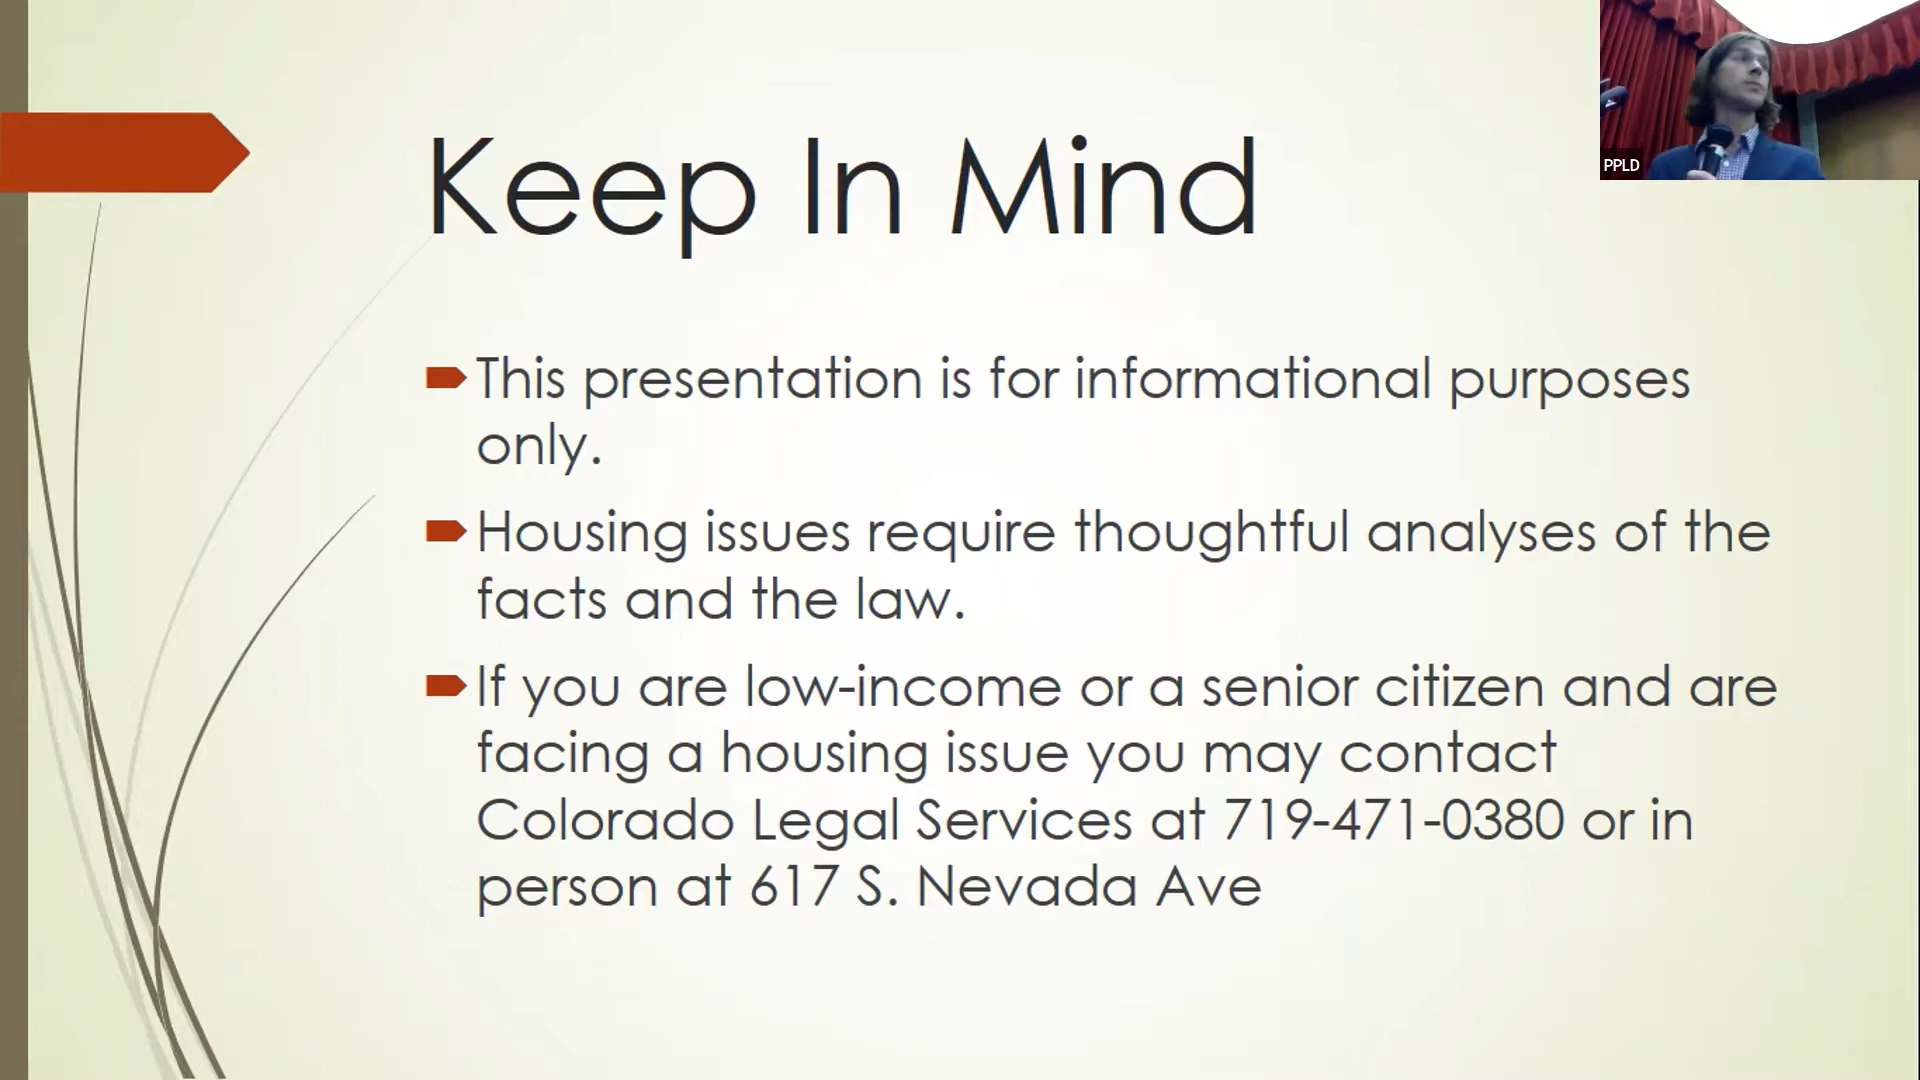 PPLD
Keep In Mind
This presentation is for informational purposes
only.
Housing issues require thoughtful analyses of the
facts and the law.
If you are low-income or a senior citizen and are
facing a housing issue you may contact
Colorado Legal Services at 719-471-0380 or in
person at 617 S. Nevada Ave